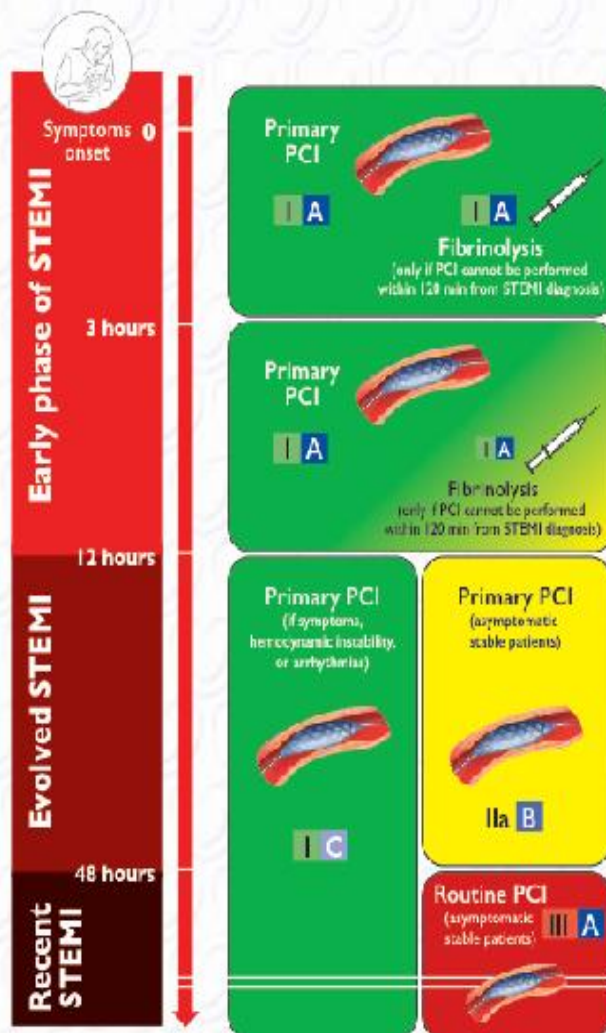 Symptoms 0
onset
Early phase of STEMI
3 hours
12 hours
Evolved STEMI
48 hours
Recent
STEMI
Primary
PCI
I A
I A
Fibrinolysis
(only if PCI cannot be performed
within 120 min from STEMI diagnosis)
Primary
PCI
I A
I A
Fibrinolysis
(only if PCI cannot be performed
within 120 min from STEMI diagnosis)
Primary PCI
(if symptoms,
hemodynamic instability,
or arrhythmias)
I C
Primary PCI
(asymptomatic
stable patients)
IIa B
Routine PCI
(asymptomatic
stable patients)
III A